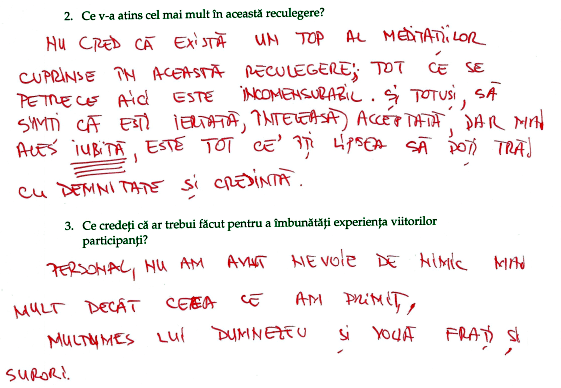 2. Ce v-a atins cel mai mult în această reculegere?
NU CRED CĂ EXISTĂ UN TOP AL MEDITAȚIILOR
CUPRINSE ÎN ACEASTĂ RECULEGERE; TOT CE SE
PETRECE AICI ESTE INCOMENSURABIL. ȘI TOTUȘI, SĂ
SIMȚI CĂ EȘTI IERTATĂ, ÎNȚELEASĂ, ACCEPTATĂ, DAR MAI
ALES IUBITĂ, ESTE TOT CE ÎȚI LIPSEA SĂ POȚI TRĂI
CU DEMNITATE ȘI CREDINȚĂ.
3. Ce credeți că ar trebui făcut pentru a îmbunătăți experiența viitorilor
participanți?
PERSONAL, NU AM AVUT NEVOIE DE NIMIC MAI
MULT DECÂT CEEA CE AM PRIMIT,
MULȚUMESC LUI DUMNEZEU ȘI VOUĂ FRAȚI ȘI
SURORI.